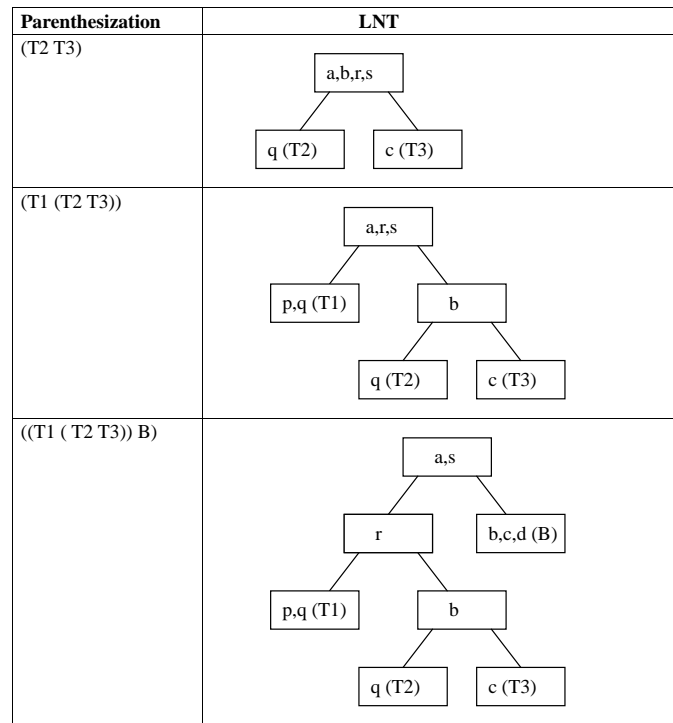 Parenthesization LNT
(T2 T3)
a,b,r,s
q (T2) c (T3)
(T1 (T2 T3))
a,r,s
p,q (T1) b
q (T2) c (T3)
((T1 ( T2 T3)) B)
a,s
r b,c,d (B)
p,q (T1) b
q (T2) c (T3)